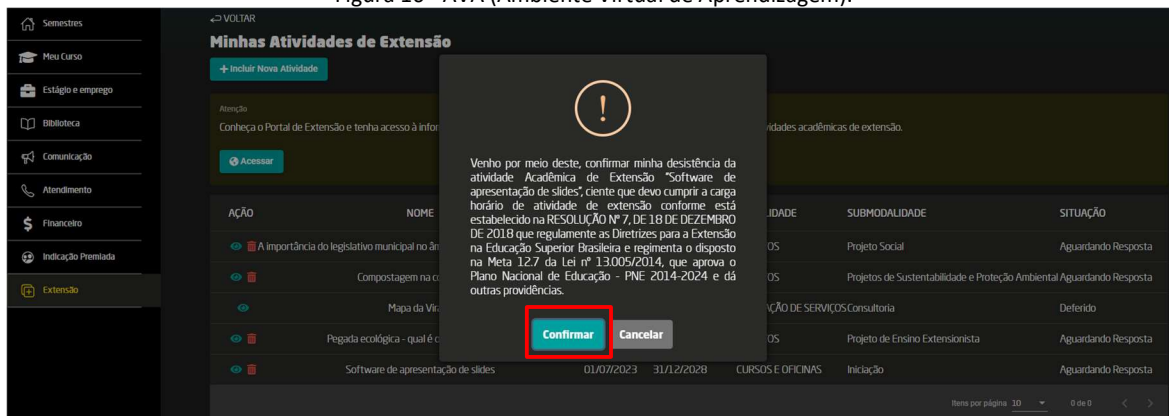 Figura 10 - AVA (Ambiente Virtual de Aprendizagem).
Semestres
Meu Curso
Estágio e emprego
Biblioteca
Comunicação
Atendimento
Financeiro
Indicação Premiada
Extensão
VOLTAR
Minhas Atividades de Extensão
+ Incluir Nova Atividade
Atenção
Conheça o Portal de Extensão e tenha acesso à infor
vidades acadêmicas de extensão.
Acessar
!
Venho por meio deste, confirmar minha desistência da
atividade Acadêmica de Extensão "Software de
apresentação de slides", ciente que devo cumprir a carga
horário de atividade de extensão conforme está
estabelecido na RESOLUÇÃO Nº 7, DE 18 DE DEZEMBRO
DE 2018 que regulamente as Diretrizes para a Extensão
na Educação Superior Brasileira e regimenta o disposto
na Meta 12.7 da Lei nº 13.005/2014, que aprova o
Plano Nacional de Educação - PNE 2014-2024 e dá
outras providências.
Confirmar Cancelar
AÇÃO NOME IDADE SUBMODALIDADE SITUAÇÃO
A importância do legislativo municipal no ân OS Projeto Social Aguardando Resposta
Compostagem na c OS Projetos de Sustentabilidade e Proteção Ambiental Aguardando Resposta
Mapa da Vir AÇÃO DE SERVIÇOS Consultoria Deferido
Pegada ecológica - qual é OS Projeto de Ensino Extensionista Aguardando Resposta
Software de apresentação de slides 01/07/2023 31/12/2028 CURSOS E OFICINAS Iniciação Aguardando Resposta
Itens por página 10 0 de 0